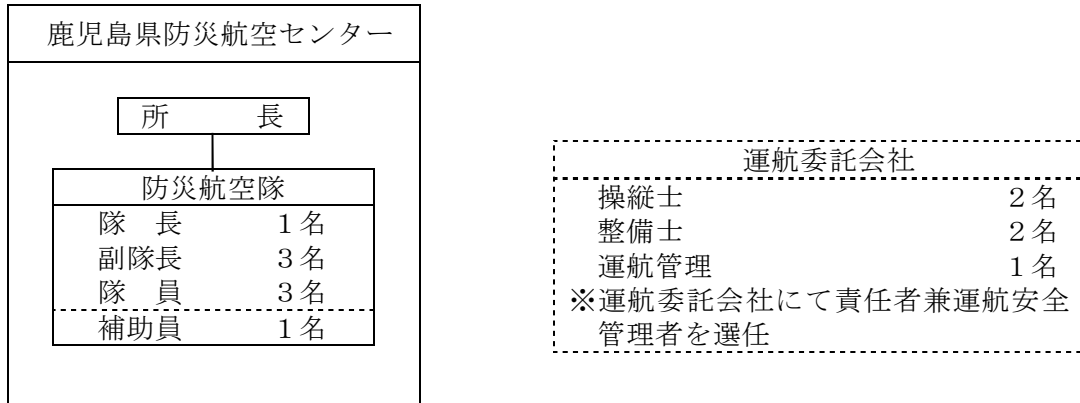 鹿児島県防災航空センター
所　　　長
防災航空隊
隊　長　　　１名
副隊長　　　３名
隊　員　　　３名
補助員　　　１名
運航委託会社
操縦士　　　２名
整備士　　　２名
運航管理　　　１名
※運航委託会社にて責任者兼運航安全
管理者を選任